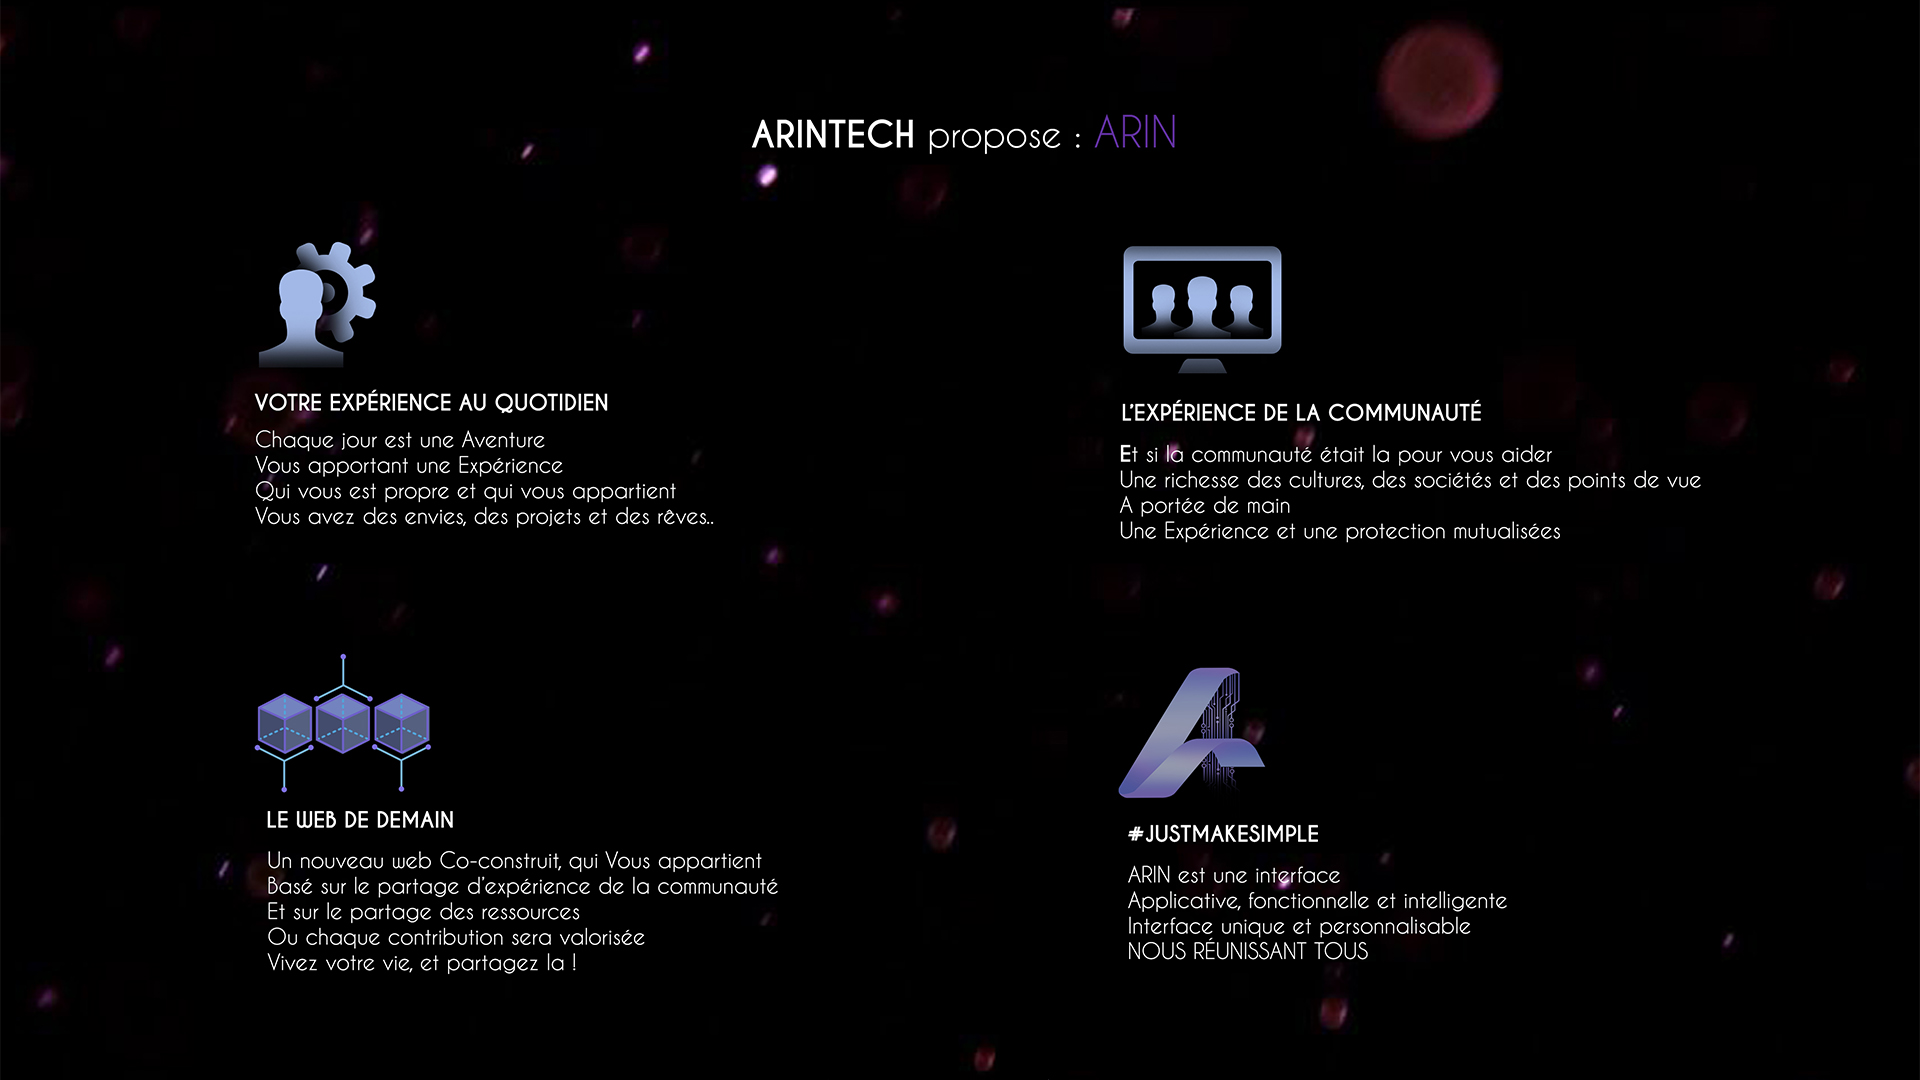 ARINTECH propose : ARIN
VOTRE EXPÉRIENCE AU QUOTIDIEN
Chaque jour est une Aventure
Vous apportant une Expérience
Qui vous est propre et qui vous appartient
Vous avez des envies, des projets et des rêves..
L'EXPÉRIENCE DE LA COMMUNAUTÉ
Et si la communauté était la pour vous aider
Une richesse des cultures, des sociétés et des points de vue
A portée de main
Une Expérience et une protection mutualisées
LE WEB DE DEMAIN
Un nouveau web Co-construit, qui Vous appartient
Basé sur le partage d'expérience de la communauté
Et sur le partage des ressources
Ou chaque contribution sera valorisée
Vivez votre vie, et partagez la !
#JUSTMAKESIMPLE
ARIN est une interface
Applicative, fonctionnelle et intelligente
Interface unique et personnalisable
NOUS RÉUNISSANT TOUS